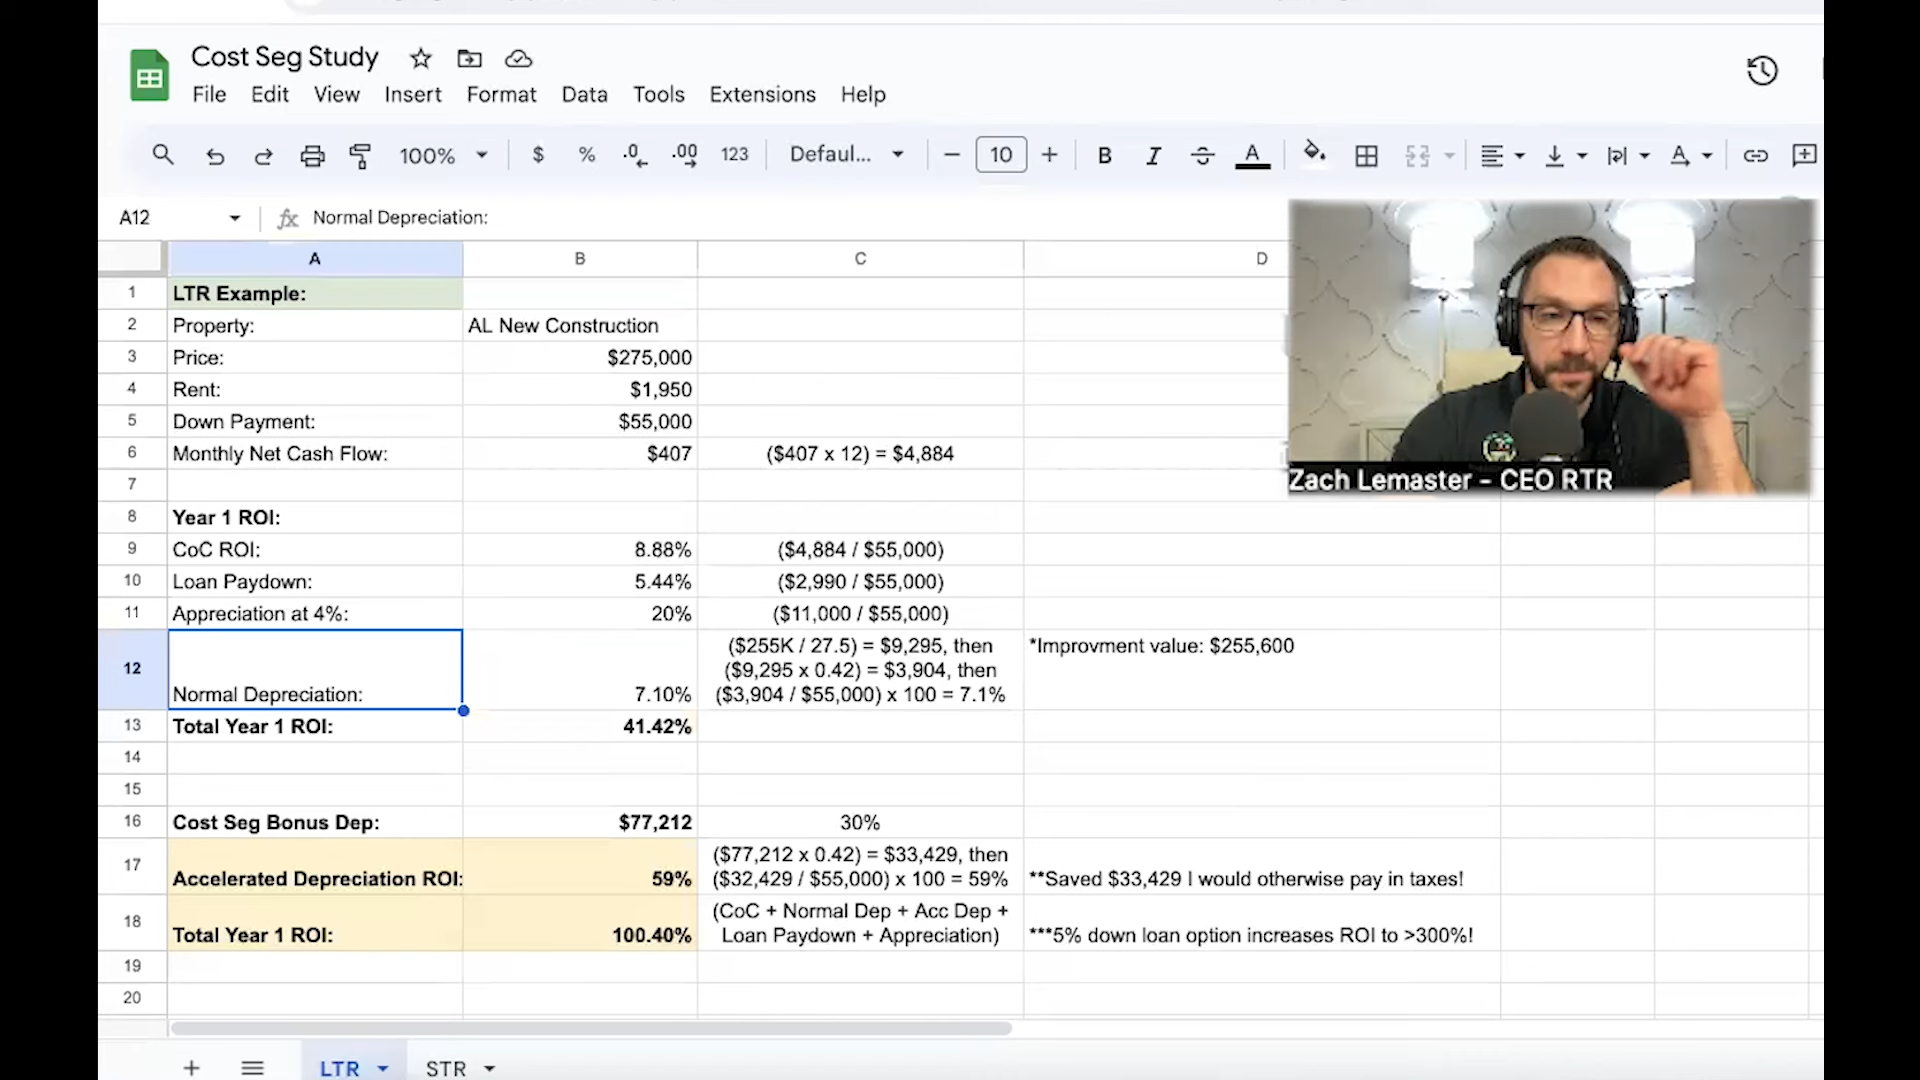 Cost Seg Study
File Edit View Insert Format Data Tools Extensions Help
100% $ % .0 .00 123 Defaul... 10 B I A A
A12 fx Normal Depreciation:
A B C D
1 LTR Example:
2 Property: AL New Construction
3 Price: $275,000
4 Rent: $1,950
5 Down Payment: $55,000
6 Monthly Net Cash Flow: $407 ($407 x 12) = $4,884
Zach Lemaster - CEO RTR
7
8 Year 1 ROI:
9 CoC ROI: 8.88% ($4,884 / $55,000)
10 Loan Paydown: 5.44% ($2,990 / $55,000)
11 Appreciation at 4%: 20% ($11,000 / $55,000)
($255K / 27.5) = $9,295, then *Improvment value: $255,600
12 ($9,295 x 0.42) = $3,904, then
Normal Depreciation: 7.10% ($3,904 / $55,000) x 100 = 7.1%
13 Total Year 1 ROI: 41.42%
14
15
16 Cost Seg Bonus Dep: $77,212 30%
17 ($77,212 x 0.42) = $33,429, then
Accelerated Depreciation ROI: 59% ($32,429 / $55,000) x 100 = 59% **Saved $33,429 I would otherwise pay in taxes!
18 (CoC + Normal Dep + Acc Dep +
Total Year 1 ROI: 100.40% Loan Paydown + Appreciation) ***5% down loan option increases ROI to >300%!
19
20
+ LTR STR